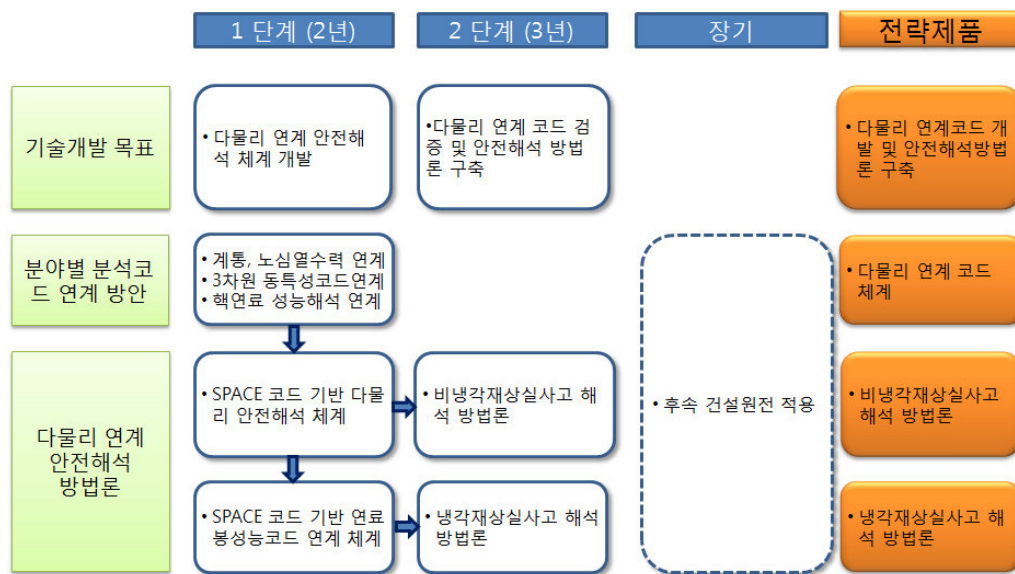 1 단계 (2년)
2 단계 (3년)
장기
전략제품
기술개발 목표
• 다물리 연계 안전해
석 체계 개발
•다물리 연계 코드 검
증 및 안전해석 방법
론 구축
• 다물리 연계코드 개
발 및 안전해석방법
론 구축
분야별 분석코
드 연계 방안
• 계통, 노심열수력 연계
• 3차원 동특성코드연계
• 핵연료 성능해석 연계
• 다물리 연계 코드
체계
다물리 연계
안전해석
방법론
• SPACE 코드 기반 다물
리 안전해석 체계
• 비냉각재상실사고 해
석 방법론
• 후속 건설원전 적용
• 비냉각재상실사고
해석 방법론
• SPACE 코드 기반 연료
봉성능코드 연계 체계
• 냉각재상실사고 해석
방법론
• 냉각재상실사고 해
석 방법론